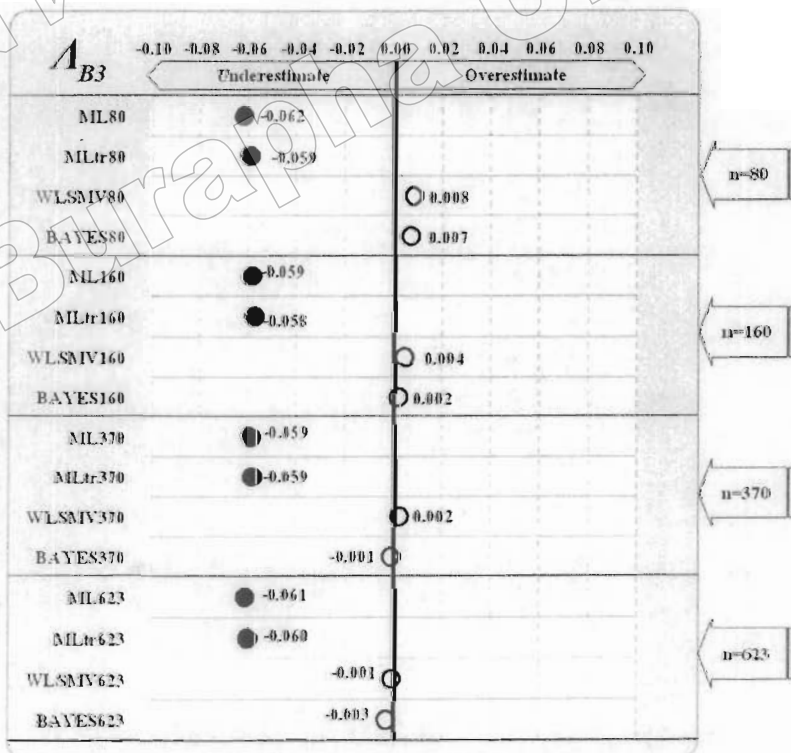 Λ B3
-0.10 -0.08 -0.06 -0.04 -0.02 0.00 0.02 0.04 0.06 0.08 0.10
Underestimate Overestimate
ML80 -0.062
MLtr80 -0.059
n=80
WLSMV80 0.008
BAYES80 0.007
ML160 -0.059
MLtr160 -0.058
n=160
WLSMV160 0.004
BAYES160 0.002
ML370 -0.059
MLtr370 -0.059
n=370
WLSMV370 0.002
BAYES370 -0.001
ML623 -0.061
MLtr623 -0.060
n=623
WLSMV623 -0.001
BAYES623 -0.003
Burapha U